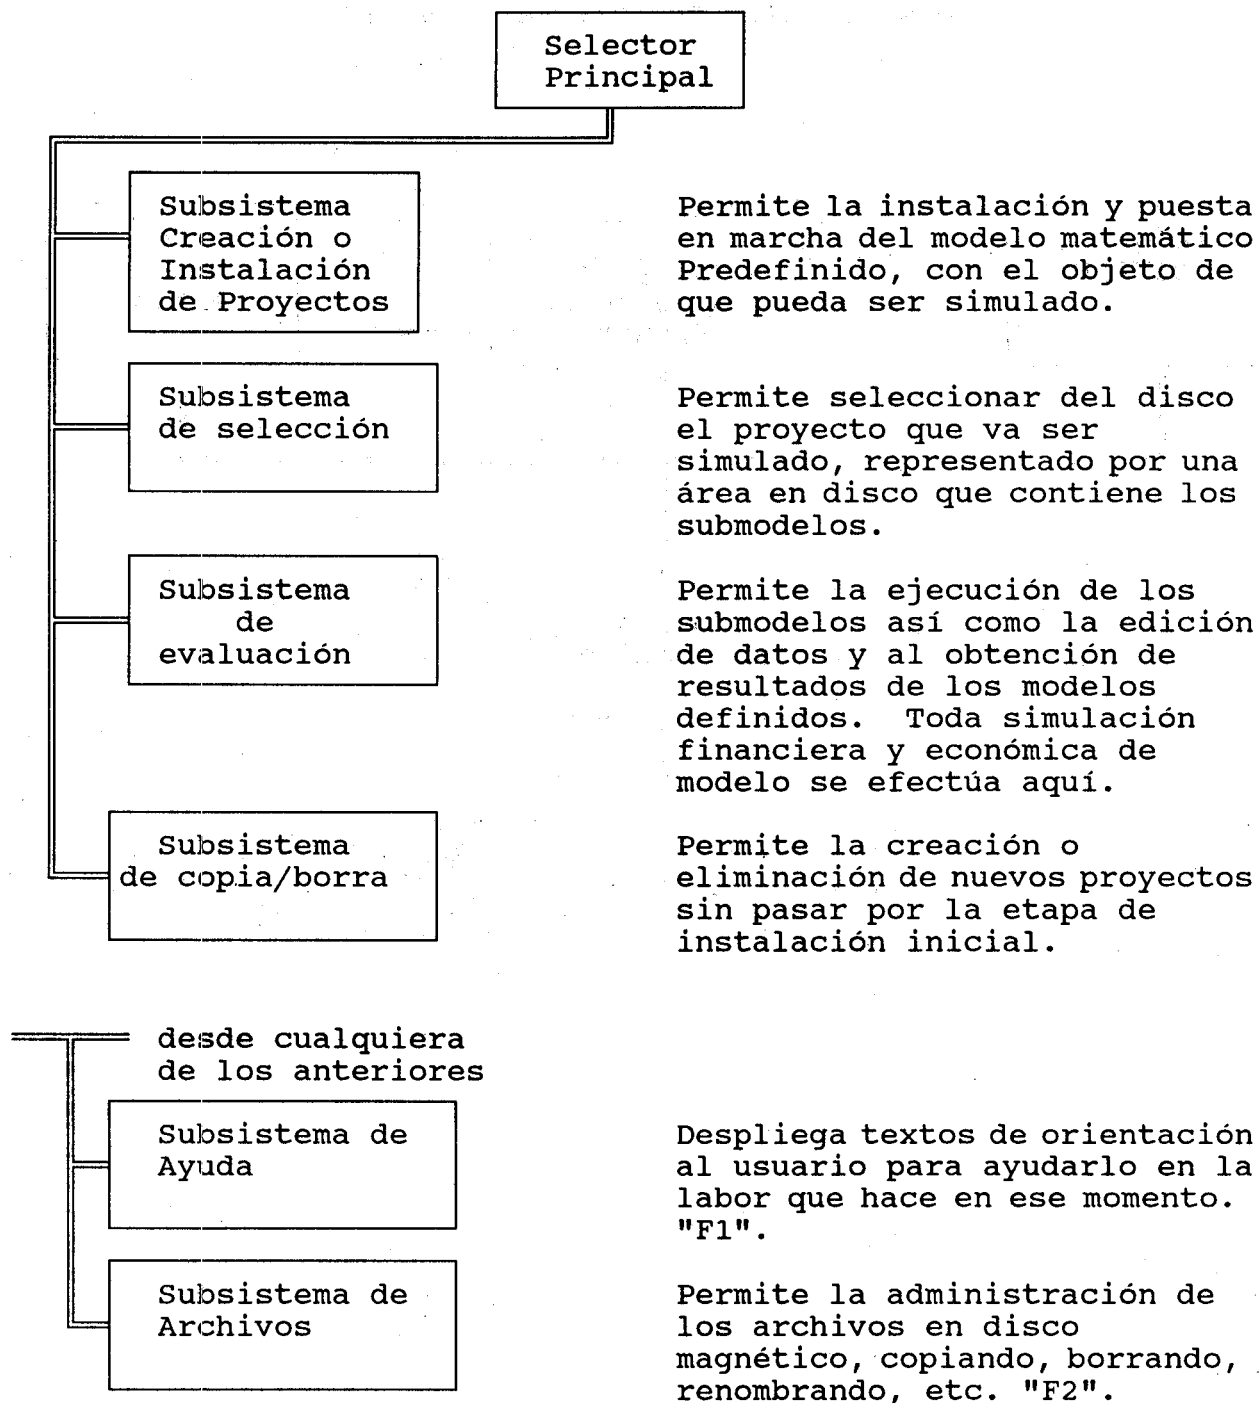 Selector
Principal
Subsistema
Creación o
Instalación
de Proyectos
Permite la instalación y puesta
en marcha del modelo matemático
Predefinido, con el objeto de
que pueda ser simulado.
Subsistema
de selección
Permite seleccionar del disco
el proyecto que va ser
simulado, representado por una
área en disco que contiene los
submodelos.
Subsistema
de
evaluación
Permite la ejecución de los
submodelos así como la edición
de datos y al obtención de
resultados de los modelos
definidos. Toda simulación
financiera y económica de
modelo se efectúa aquí.
Subsistema
de copia/borra
Permite la creación o
eliminación de nuevos proyectos
sin pasar por la etapa de
instalación inicial.
desde cualquiera
de los anteriores
Subsistema de
Ayuda
Despliega textos de orientación
al usuario para ayudarlo en la
labor que hace en ese momento.
"F1".
Subsistema de
Archivos
Permite la administración de
los archivos en disco
magnético, copiando, borrando,
renombrando, etc. "F2".